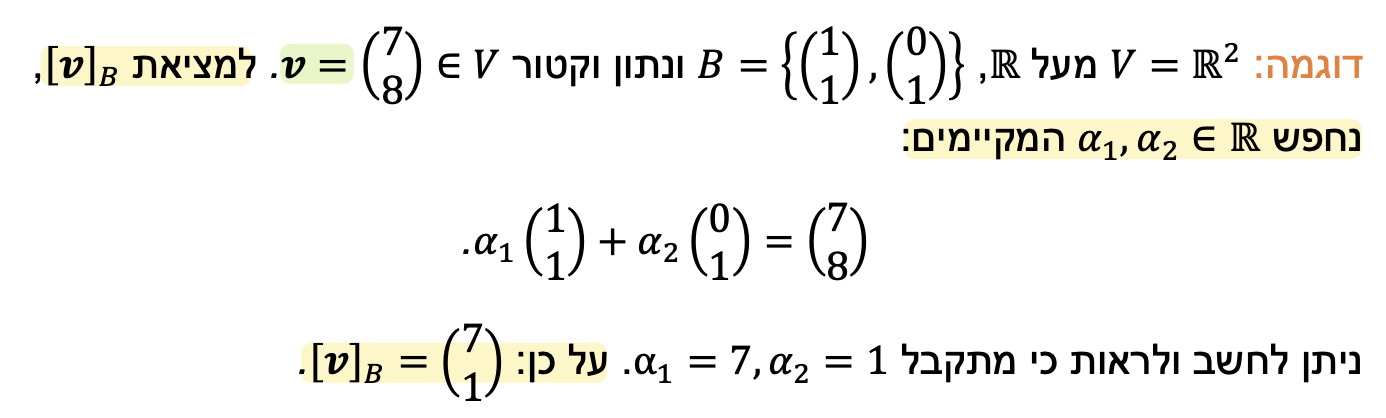 דוגמה: V = ℝ² מעל ℝ, B = {(1 1), (0 1)} ונתון וקטור v = (7 8) ∈ V. למציאת [v]_B,
נחפש α₁, α₂ ∈ ℝ המקיימים:
α₁ (1 1) + α₂ (0 1) = (7 8).
ניתן לחשב ולראות כי מתקבל α₁ = 7, α₂ = 1. על כן: [v]_B = (7 1).